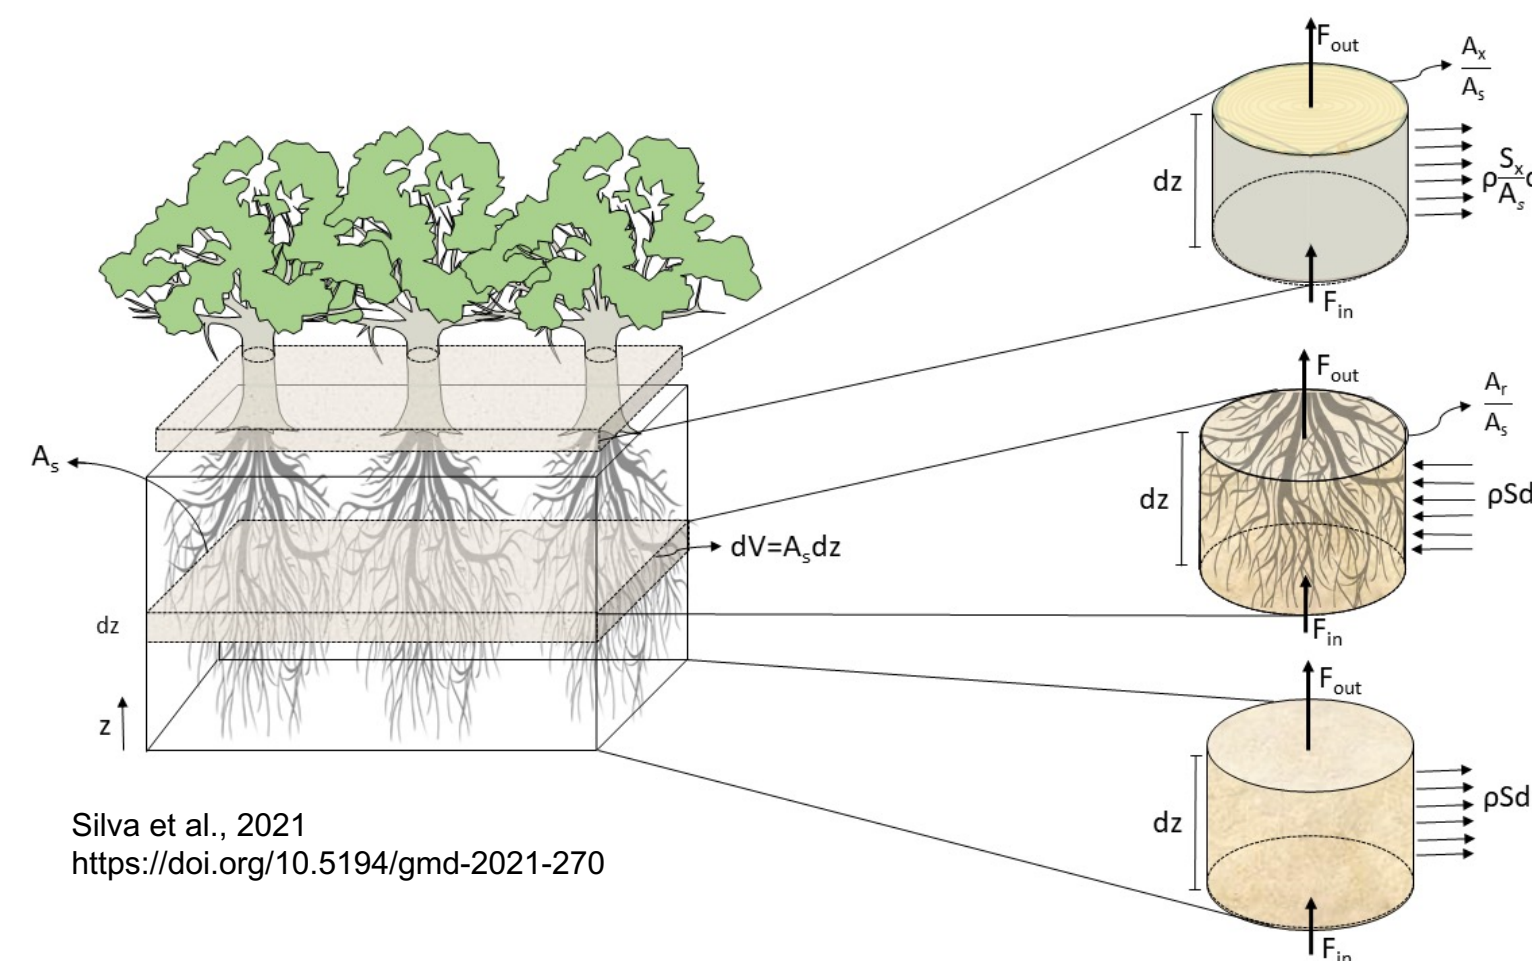 F_out
A_x
A_s
dz
ρ S_x
A_s
F_in
F_out
A_r
A_s
A_s
dz
ρSd
dV=A_sdz
dz
F_in
F_out
z
dz
ρSd
Silva et al., 2021
https://doi.org/10.5194/gmd-2021-270
F_in